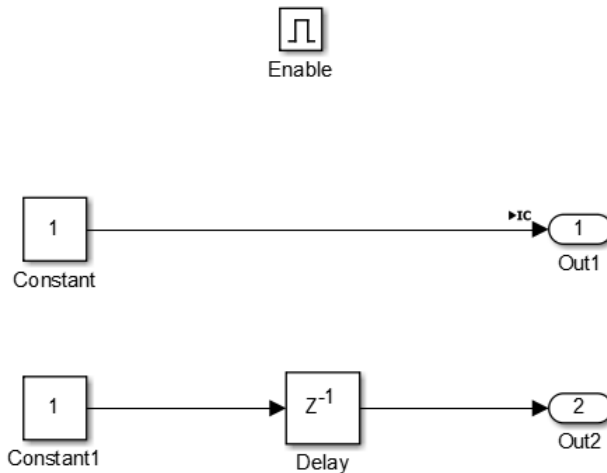 Enable
1
IC
1
Constant
Out1
1
Z-1
2
Constant1
Delay
Out2